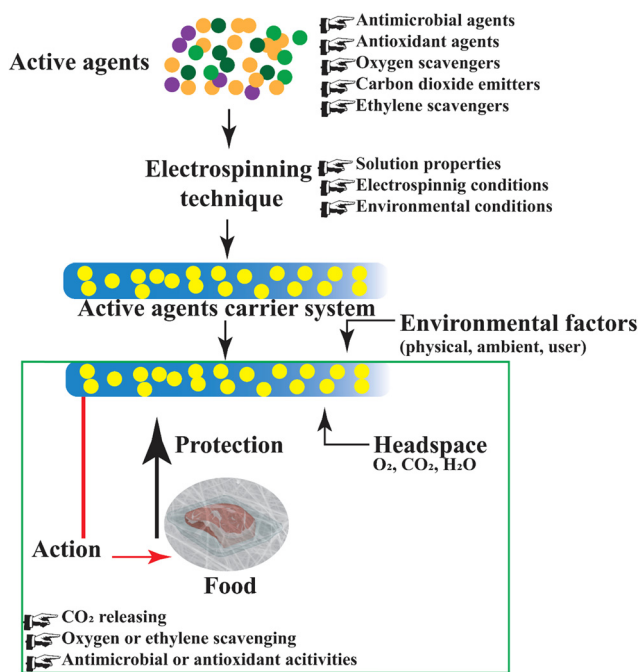 Active agents
Antimicrobial agents
Antioxidant agents
Oxygen scavengers
Carbon dioxide emitters
Ethylene scavengers
Electrospinning
technique
Solution properties
Electrospinnig conditions
Environmental conditions
Active agents carrier system
Environmental factors
(physical, ambient, user)
Protection
Headspace
O₂, CO₂, H₂O
Action
Food
CO₂ releasing
Oxygen or ethylene scavenging
Antimicrobial or antioxidant acitivities